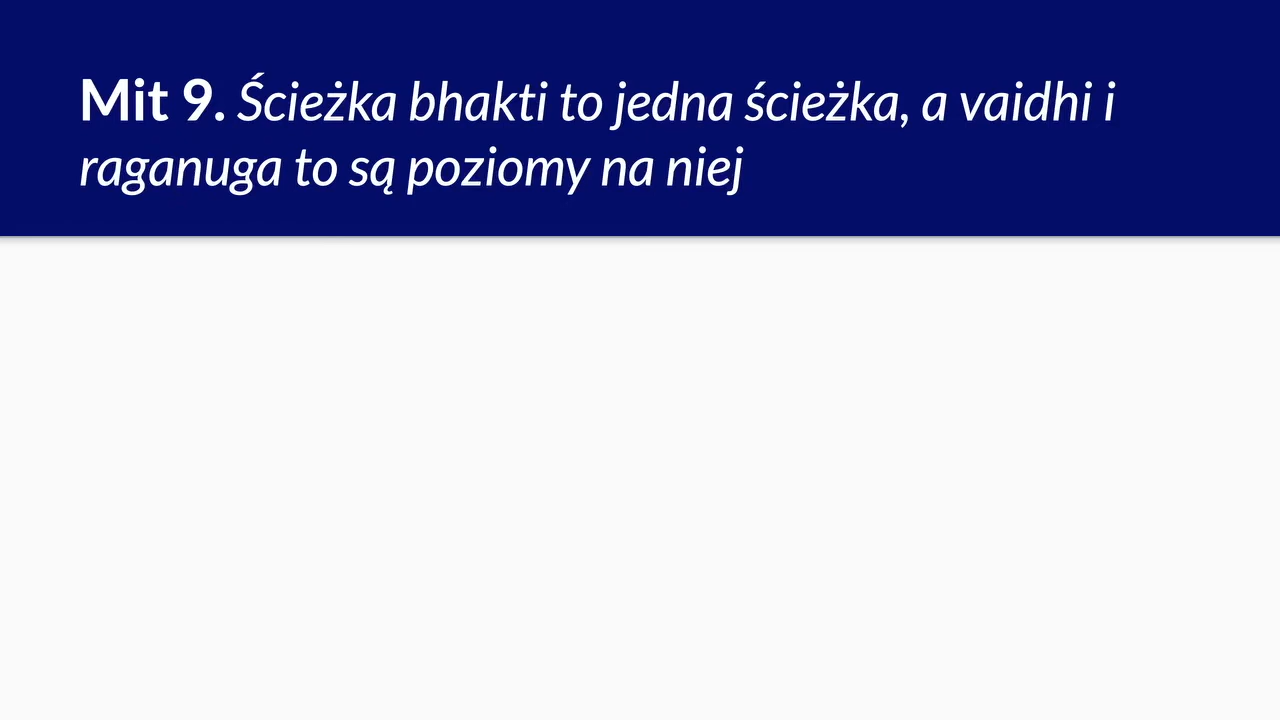 Mit 9. Ścieżka bhakti to jedna ścieżka, a vaidhi i
raganuga to są poziomy na niej